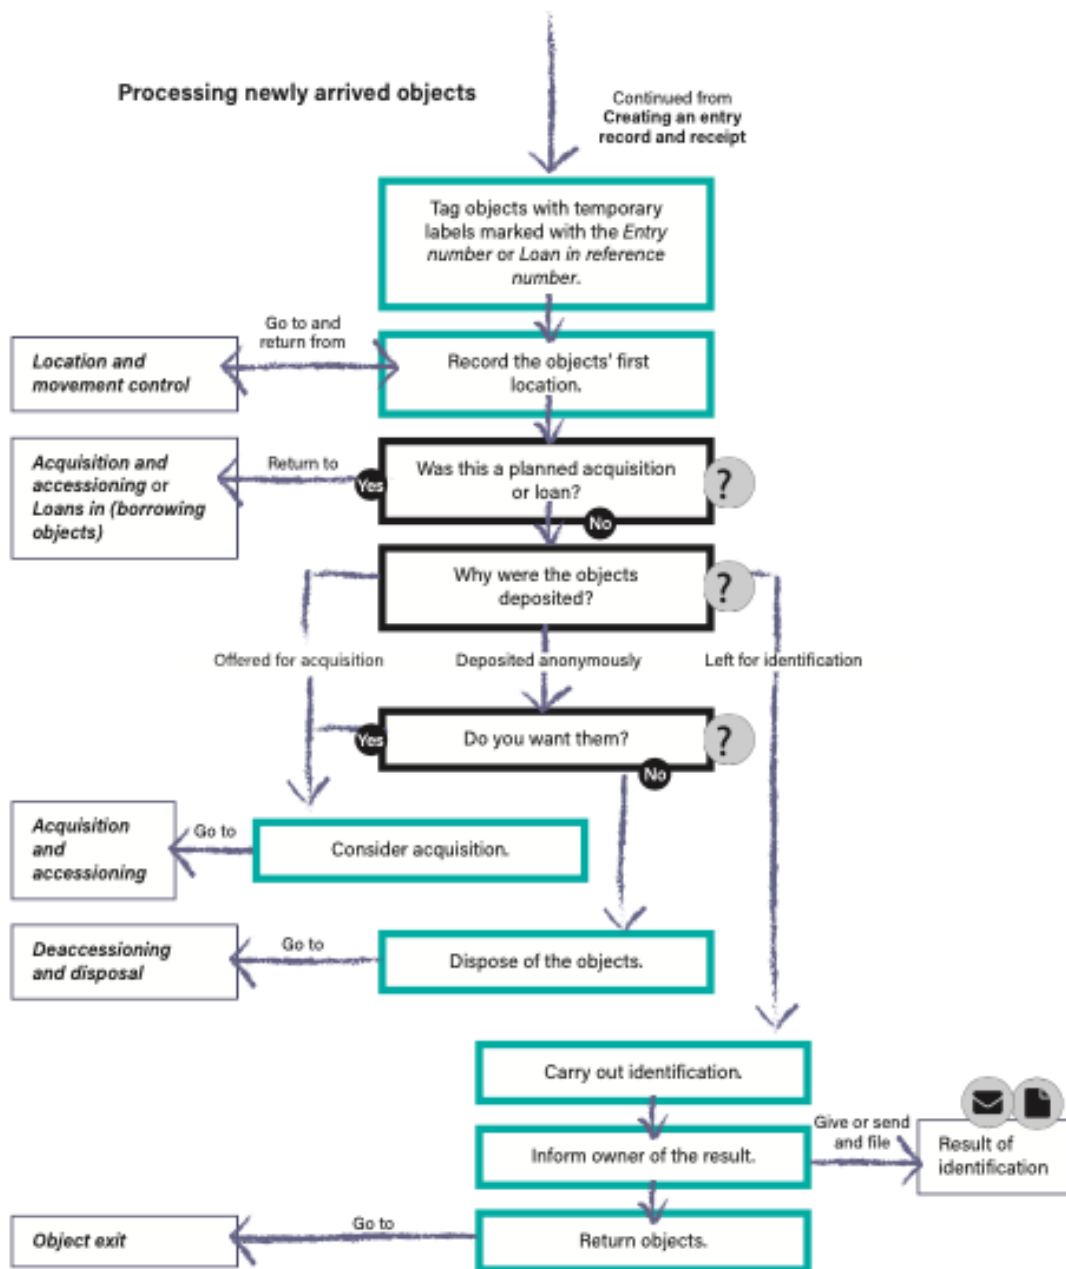 Processing newly arrived objects
Continued from
Creating an entry
record and receipt
Tag objects with temporary
labels marked with the Entry
number or Loan in reference
number.
Go to and
return from
Location and
movement control
Record the objects' first
location.
Acquisition and
accessioning or
Loans in (borrowing
objects)
Return to
Yes
Was this a planned acquisition
or loan?
?
No
Why were the objects
deposited?
?
Offered for acquisition
Deposited anonymously
Left for identification
Yes
Do you want them?
?
No
Acquisition
and
accessioning
Go to
Consider acquisition.
Deaccessioning
and disposal
Go to
Dispose of the objects.
Carry out identification.
Inform owner of the result.
Give or send
and file
Result of
identification
Object exit
Go to
Return objects.